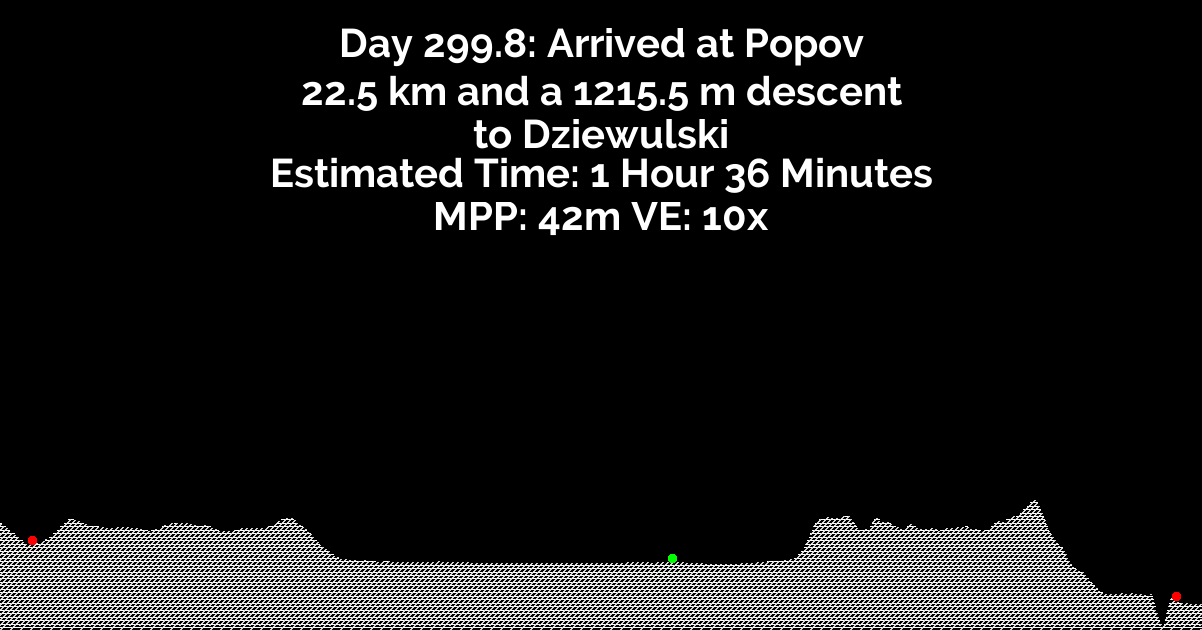 Day 299.8: Arrived at Popov
22.5 km and a 1215.5 m descent
to Dziewulski
Estimated Time: 1 Hour 36 Minutes
MPP: 42m VE: 10x